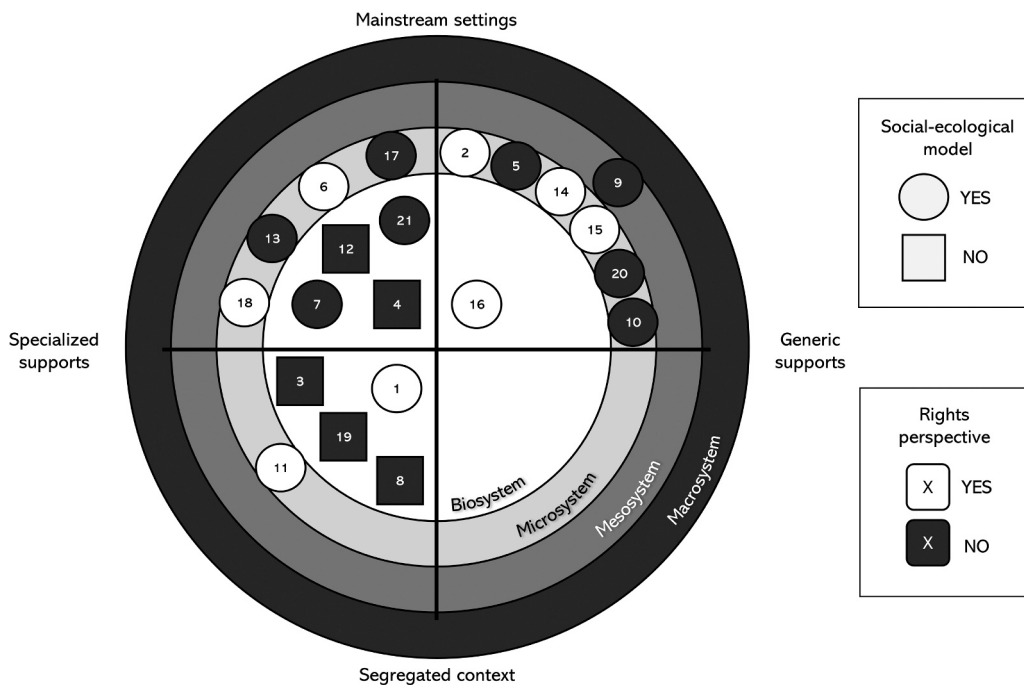 Mainstream settings
Social-ecological
model
YES
NO
17
2
5
14
9
6
15
21
13
12
20
18
7
4
16
10
Specialized
supports
Generic
supports
3
1
19
11
8
Biosystem
Microsystem
Mesosystem
Macrosystem
Rights
perspective
X YES
X NO
Segregated context